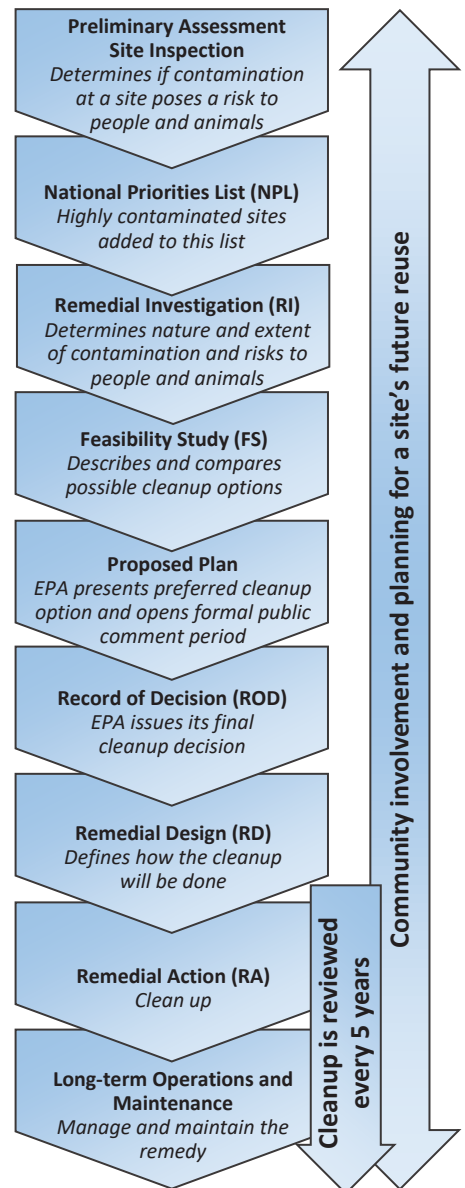 Preliminary Assessment
Site Inspection
Determines if contamination
at a site poses a risk to
people and animals
National Priorities List (NPL)
Highly contaminated sites
added to this list
Remedial Investigation (RI)
Determines nature and extent
of contamination and risks to
people and animals
Feasibility Study (FS)
Describes and compares
possible cleanup options
Proposed Plan
EPA presents preferred cleanup
option and opens formal public
comment period
Record of Decision (ROD)
EPA issues its final
cleanup decision
Remedial Design (RD)
Defines how the cleanup
will be done
Remedial Action (RA)
Clean up
Long-term Operations and
Maintenance
Manage and maintain the
remedy
Cleanup is reviewed
every 5 years
Community involvement and planning for a site’s future reuse